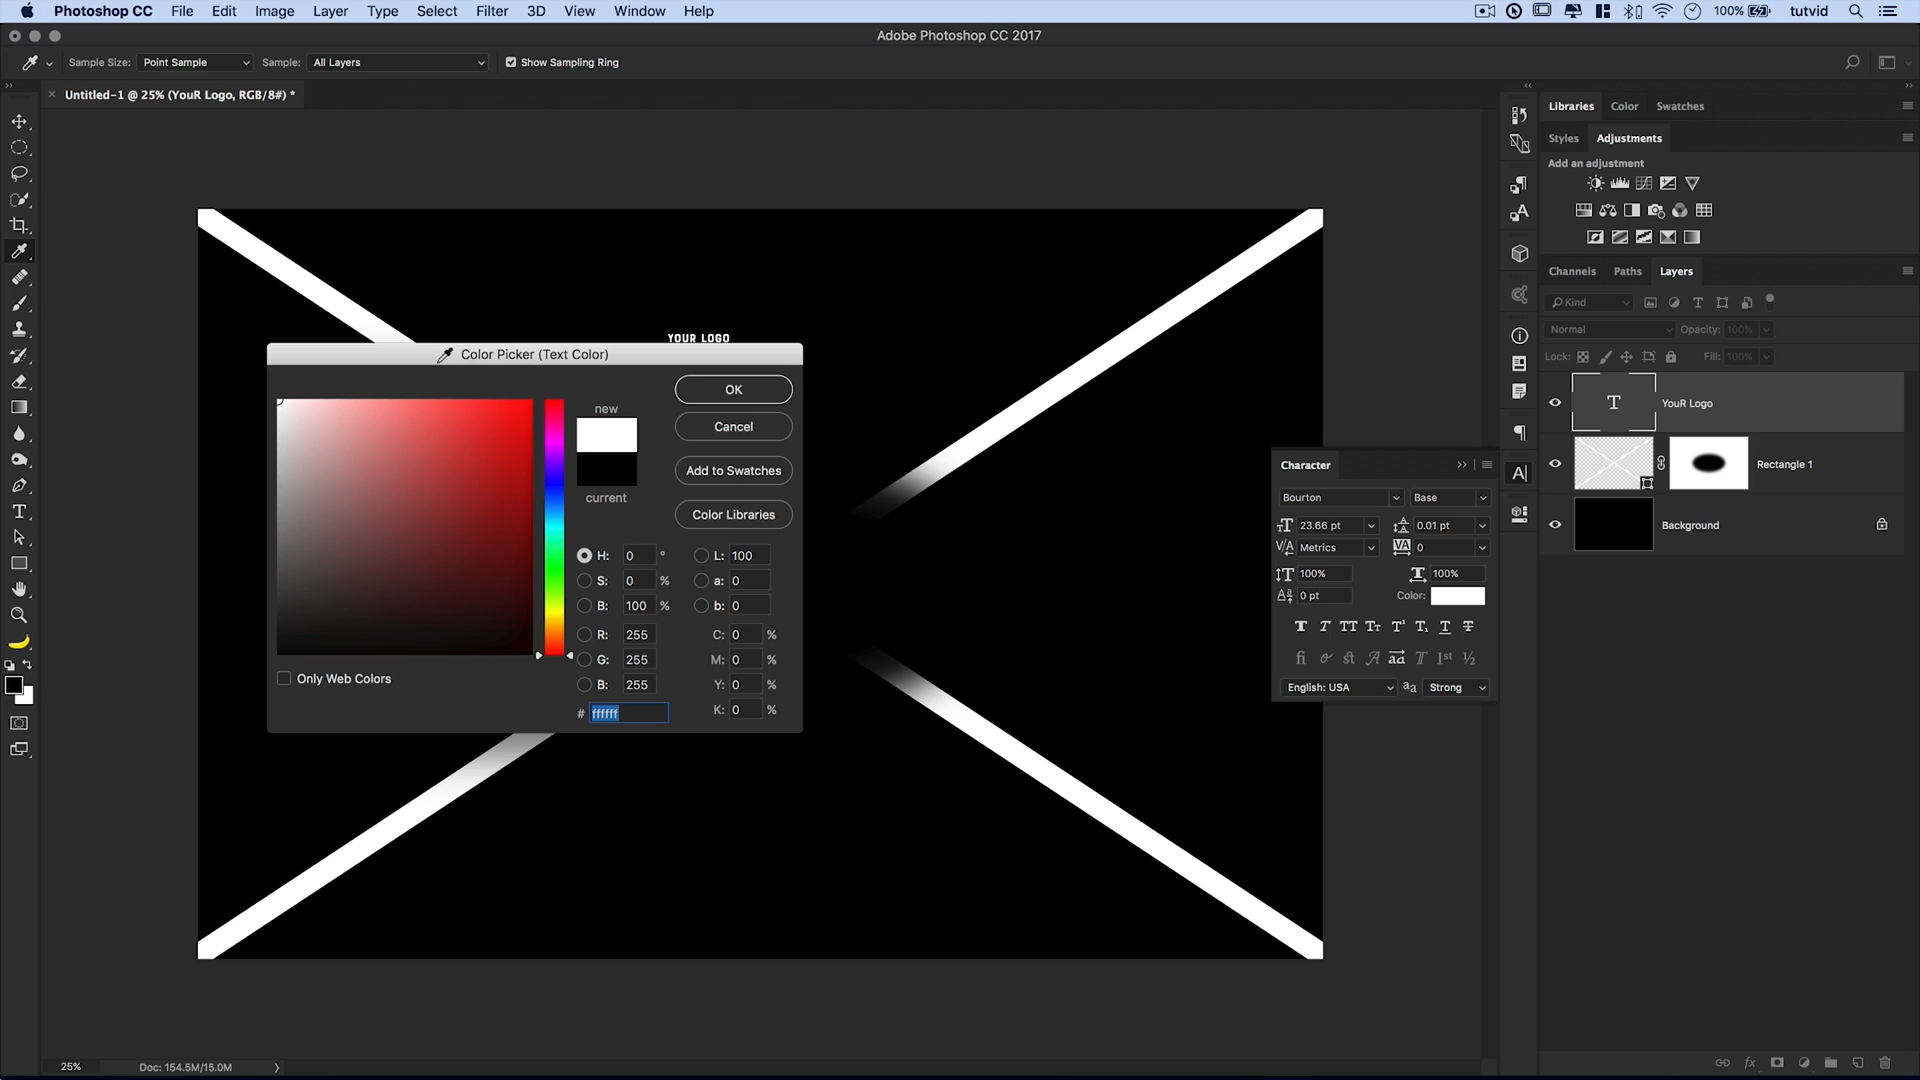 Photoshop CC File Edit Image Layer Type Select Filter 3D View Window Help 100% tutvid
Adobe Photoshop CC 2017
Sample Size: Point Sample Sample: All Layers Show Sampling Ring
Untitled-1 @ 25% (YouR Logo, RGB/8#) *
Libraries Color Swatches
Styles Adjustments
Add an adjustment
Channels Paths Layers
Kind
Normal Opacity: 100%
Lock: Fill: 100%
YouR Logo
Rectangle 1
Background
YOUR LOGO
Color Picker (Text Color)
new
current
OK
Cancel
Add to Swatches
Color Libraries
H: 0 ° L: 100
S: 0 % a: 0
B: 100 % b: 0
R: 255 C: 0 %
G: 255 M: 0 %
B: 255 Y: 0 %
# ffffff K: 0 %
Only Web Colors
Character
Bourton Base
23.66 pt 0.01 pt
Metrics 0
100% 100%
0 pt Color:
English: USA aa Strong
25% Doc: 154.5M/15.0M